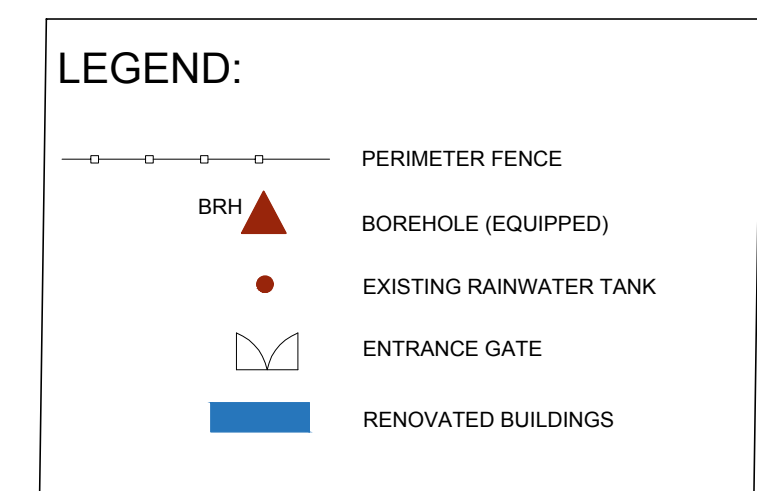 LEGEND:
PERIMETER FENCE
BRH
BOREHOLE (EQUIPPED)
EXISTING RAINWATER TANK
ENTRANCE GATE
RENOVATED BUILDINGS